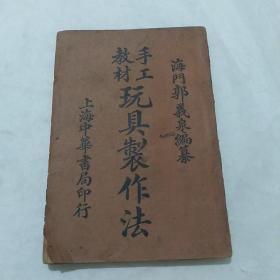 海門郭義泉編纂
手工
教材
玩具製作法
上海中華書局印行